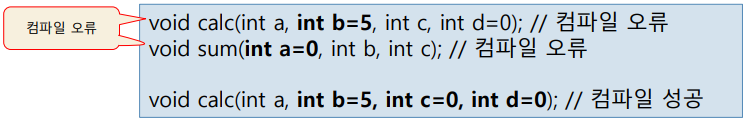 컴파일 오류
void calc(int a, int b=5, int c, int d=0); // 컴파일 오류
void sum(int a=0, int b, int c); // 컴파일 오류
void calc(int a, int b=5, int c=0, int d=0); // 컴파일 성공